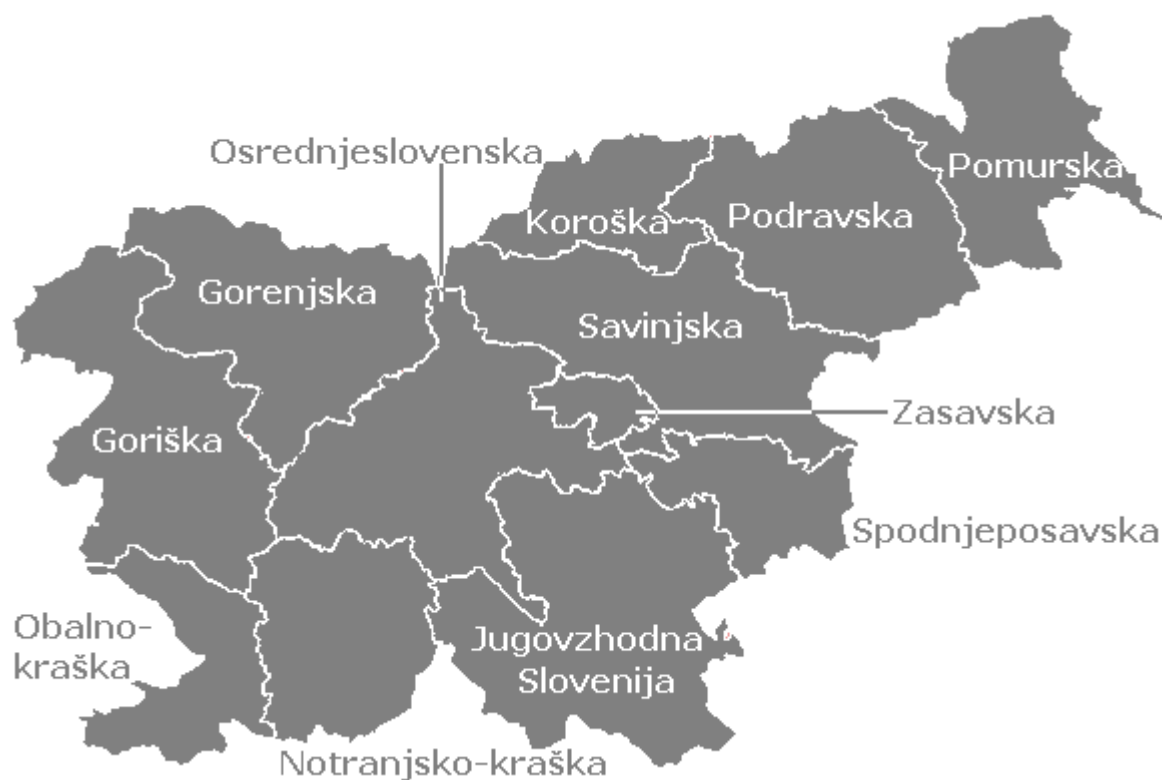 Osrednjeslovenska
Pomurska
Koroška
Podravska
Gorenjska
Savinjska
Zasavska
Goriška
Spodnjeposavska
Obalno-
kraška
Jugovzhodna
Slovenija
Notranjsko-kraška